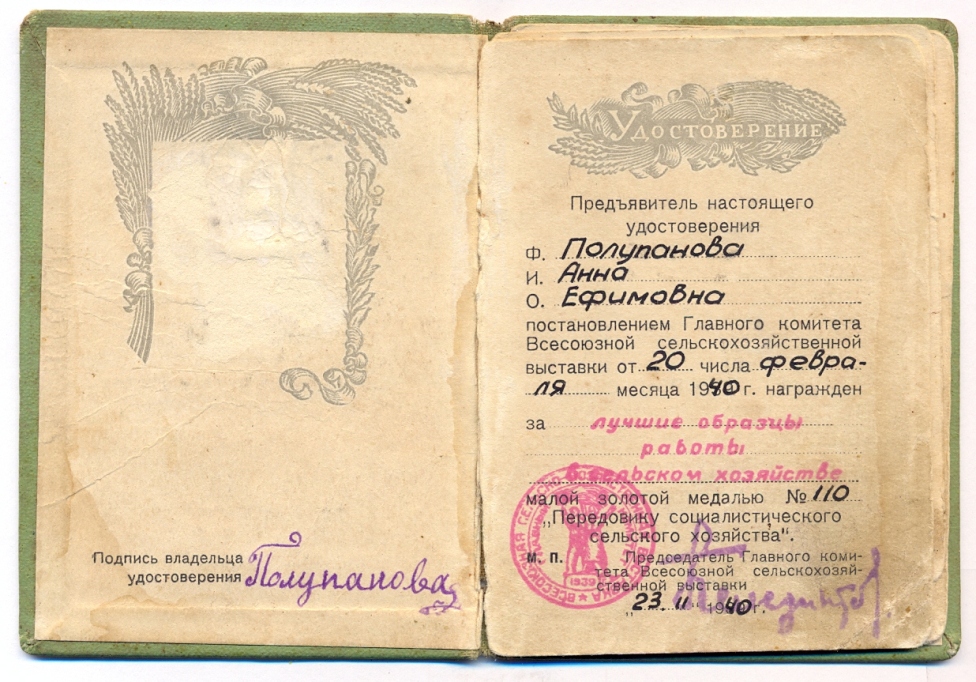 Подпись владельца
удостоверения Полупанова
Удостоверение
Предъявитель настоящего
удостоверения
Ф. Полупанова
И. Анна
О. Ефимовна
постановлением Главного комитета
Всесоюзной сельскохозяйственной
выставки от 20 числа февра-
ля месяца 1940 г. награжден
за лучшие образцы
работы
в сельском хозяйстве
малой золотой медалью № 110
„Передовику социалистического
сельского хозяйства".
М. П. Председатель Главного коми-
тета Всесоюзной сельскохозяй-
ственной выставки
„23. II" 1940 г.
1939